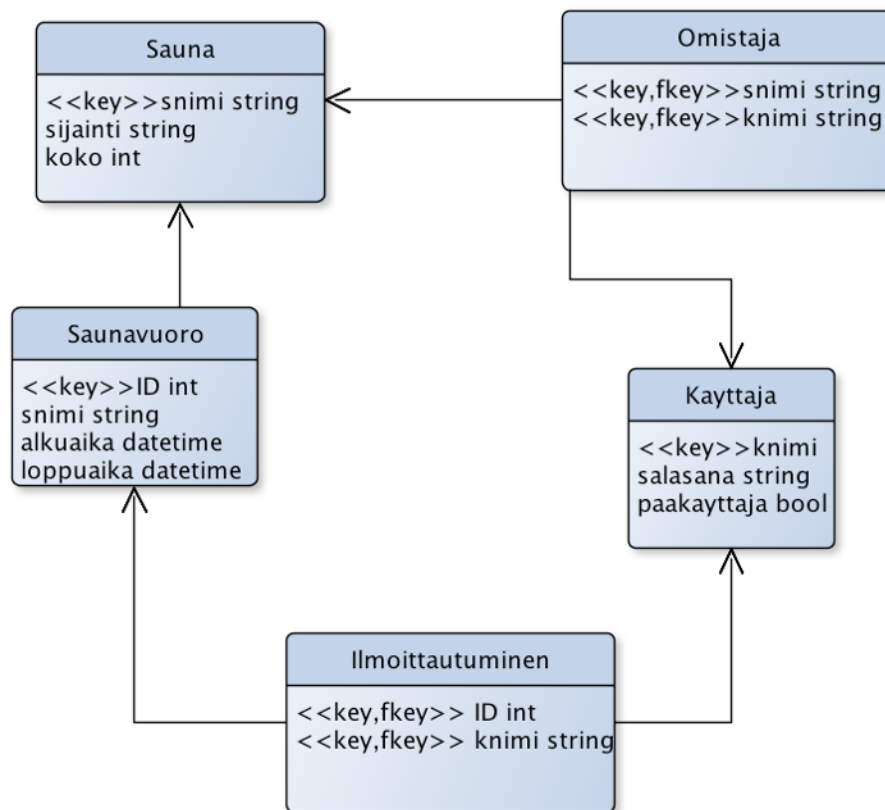 Sauna
<<key>>snimi string
sijainti string
koko int
Omistaja
<<key,fkey>>snimi string
<<key,fkey>>knimi string
Saunavuoro
<<key>>ID int
snimi string
alkuaika datetime
loppuaika datetime
Kayttaja
<<key>>knimi
salasana string
paakayttaja bool
Ilmoittautuminen
<<key,fkey>> ID int
<<key,fkey>> knimi string